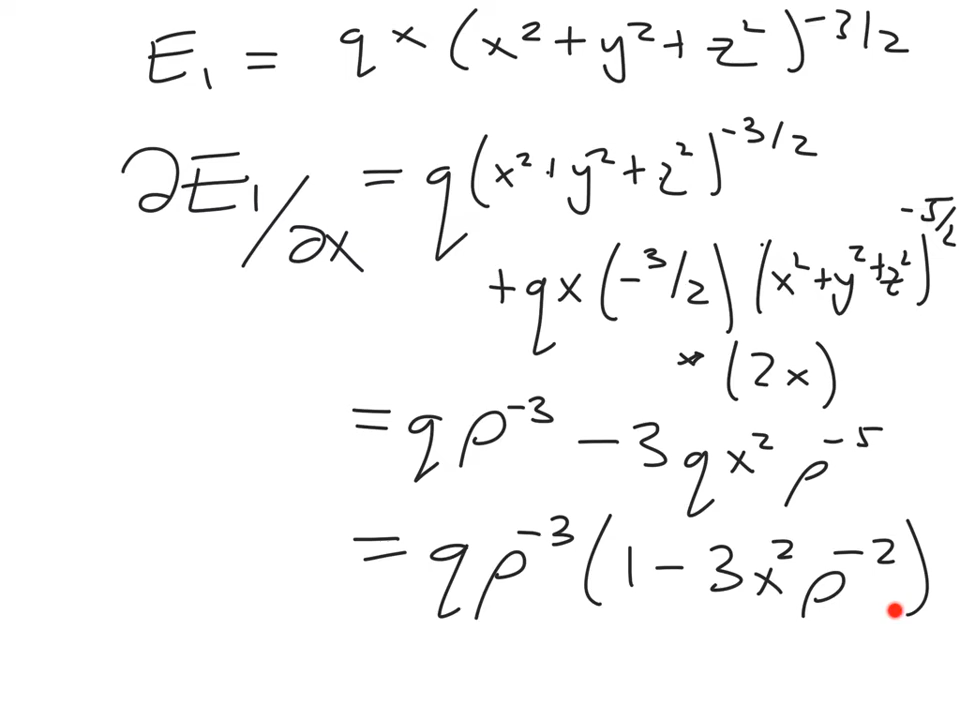 E₁ = qx(x² + y² + z²)^-3/2
∂E₁/∂x = q(x² + y² + z²)^-3/2
+ qx(-3/2)(x² + y² + z²)^-5/2
* (2x)
= qρ^-3 - 3qx²ρ^-5
= qρ^-3(1 - 3x²ρ^-2)